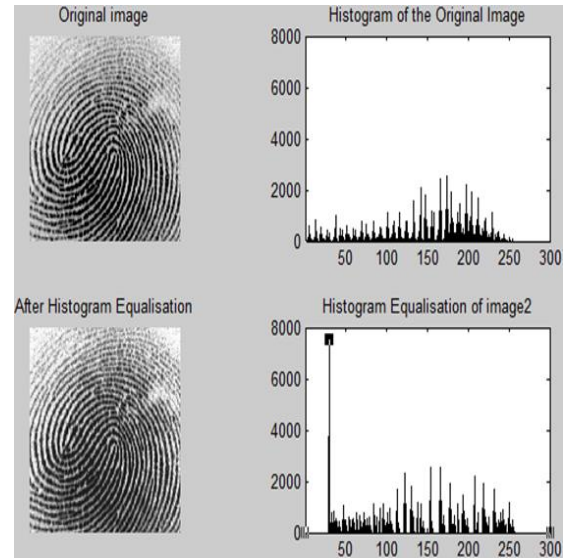 Original image
Histogram of the Original Image
8000
6000
4000
2000
0
50 100 150 200 250 300
After Histogram Equalisation
Histogram Equalisation of image2
8000
6000
4000
2000
0
50 100 150 200 250 300